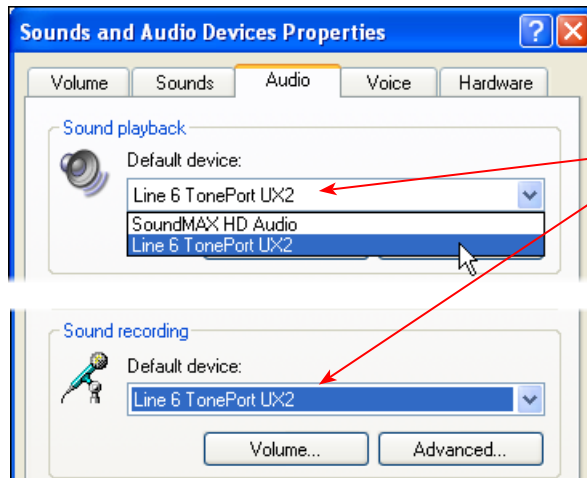 Sounds and Audio Devices Properties
Volume Sounds Audio Voice Hardware
Sound playback
Default device:
Line 6 TonePort UX2
SoundMAX HD Audio
Line 6 TonePort UX2
Sound recording
Default device:
Line 6 TonePort UX2
Volume... Advanced...